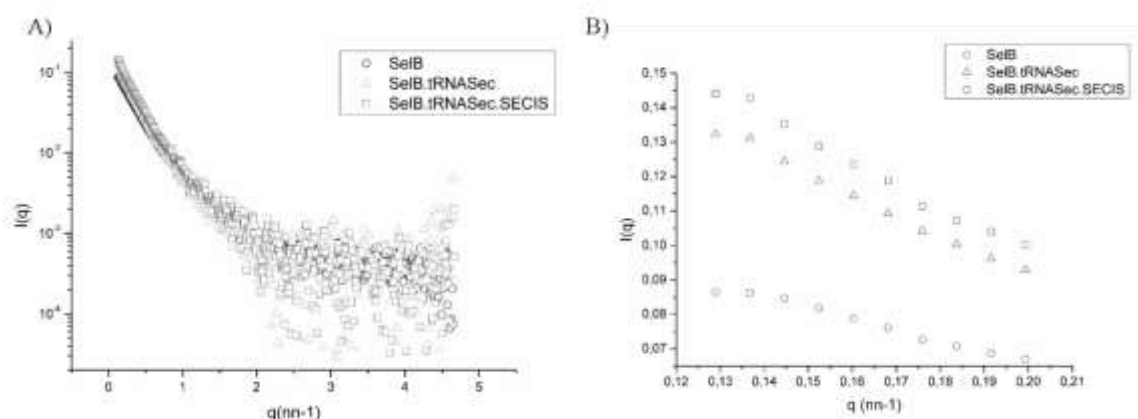 A)
SelB
SelB.tRNASec
SelB.tRNASec.SECIS
I(q)
10-1
10-2
10-3
10-4
0
1
2
3
4
5
q(nn-1)
B)
SelB
SelB.tRNASec
SelB.tRNASec.SECIS
I(q)
0,15
0,14
0,13
0,12
0,11
0,10
0,09
0,08
0,07
0,12
0,13
0,14
0,15
0,16
0,17
0,18
0,19
0,20
0,21
q (nn-1)